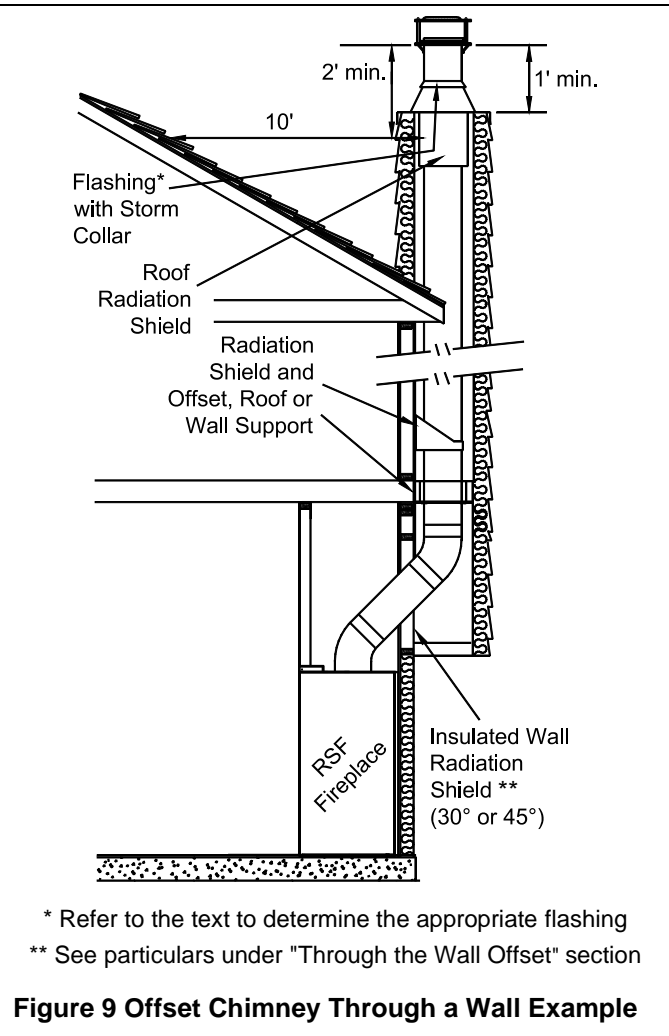 2' min.
1' min.
10'
Flashing*
with Storm
Collar
Roof
Radiation
Shield
Radiation
Shield and
Offset, Roof or
Wall Support
RSF
Fireplace
Insulated Wall
Radiation
Shield **
(30° or 45°)
* Refer to the text to determine the appropriate flashing
** See particulars under "Through the Wall Offset" section
Figure 9 Offset Chimney Through a Wall Example